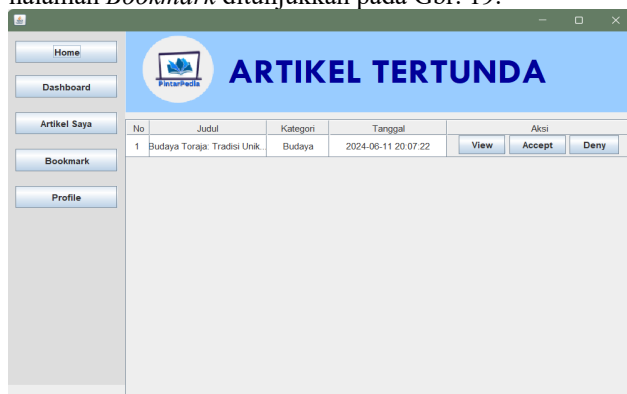 halaman Bookmark ditunjukkan pada Gbr. 19.
Home
Dashboard
Artikel Saya
Bookmark
Profile
PintarPedia
ARTIKEL TERTUNDA
No Judul Kategori Tanggal Aksi
1 Budaya Toraja: Tradisi Unik... Budaya 2024-06-11 20:07:22 View Accept Deny